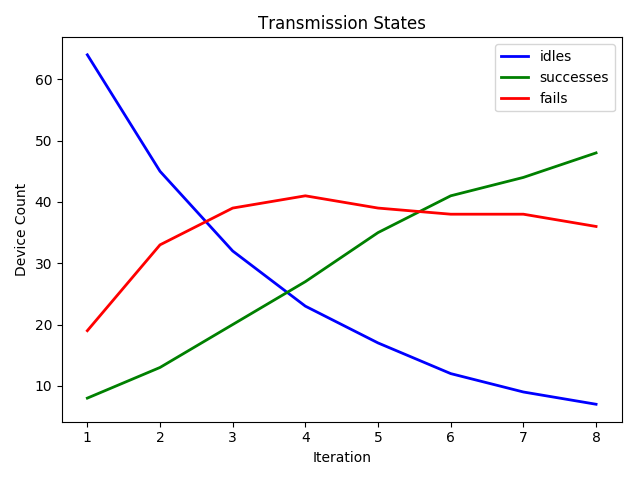 Transmission States
idles
successes
fails
60
50
40
30
20
10
Device Count
1 2 3 4 5 6 7 8
Iteration